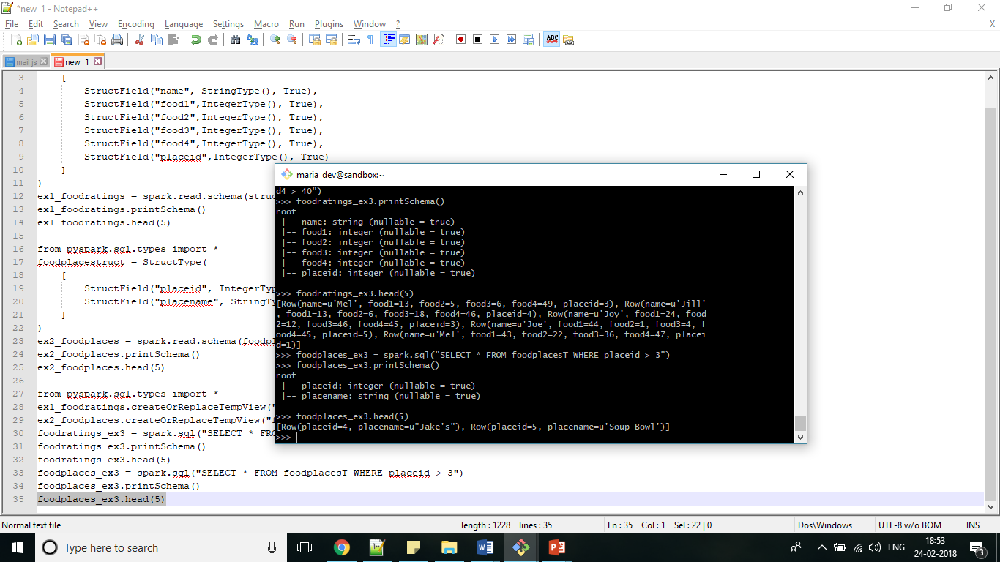 *new 1 - Notepad++
File Edit Search View Encoding Language Settings Macro Run Plugins Window ?
X
ABC
mail.js
new 1
3 [
4 StructField("name", StringType(), True),
5 StructField("food1",IntegerType(), True),
6 StructField("food2",IntegerType(), True),
7 StructField("food3",IntegerType(), True),
8 StructField("food4",IntegerType(), True),
9 StructField("placeid",IntegerType(), True)
10 ]
11 )
12 ex1_foodratings = spark.read.schema(struc
13 ex1_foodratings.printSchema()
14 ex1_foodratings.head(5)
15
16 from pyspark.sql.types import *
17 foodplacestruct = StructType(
18 [
19 StructField("placeid", IntegerTyp
20 StructField("placename", StringTy
21 ]
22 )
23 ex2_foodplaces = spark.read.schema(foodpl
24 ex2_foodplaces.printSchema()
25 ex2_foodplaces.head(5)
26
27 from pyspark.sql.types import *
28 ex1_foodratings.createOrReplaceTempView("
29 ex2_foodplaces.createOrReplaceTempView("f
30 foodratings_ex3 = spark.sql("SELECT * FRO
31 foodratings_ex3.printSchema()
32 foodratings_ex3.head(5)
33 foodplaces_ex3 = spark.sql("SELECT * FROM foodplacesT WHERE placeid > 3")
34 foodplaces_ex3.printSchema()
35 foodplaces_ex3.head(5)
maria_dev@sandbox:~
d4 > 40")
>>> foodratings_ex3.printSchema()
root
|-- name: string (nullable = true)
|-- food1: integer (nullable = true)
|-- food2: integer (nullable = true)
|-- food3: integer (nullable = true)
|-- food4: integer (nullable = true)
|-- placeid: integer (nullable = true)
>>> foodratings_ex3.head(5)
[Row(name=u'Mel', food1=13, food2=5, food3=6, food4=49, placeid=3), Row(name=u'Jill'
, food1=13, food2=6, food3=18, food4=46, placeid=4), Row(name=u'Joy', food1=24, food
2=12, food3=46, food4=45, placeid=3), Row(name=u'Joe', food1=44, food2=1, food3=4, f
ood4=45, placeid=5), Row(name=u'Mel', food1=43, food2=22, food3=36, food4=47, placei
d=1)]
>>> foodplaces_ex3 = spark.sql("SELECT * FROM foodplacesT WHERE placeid > 3")
>>> foodplaces_ex3.printSchema()
root
|-- placeid: integer (nullable = true)
|-- placename: string (nullable = true)
>>> foodplaces_ex3.head(5)
[Row(placeid=4, placename=u"Jake's"), Row(placeid=5, placename=u'Soup Bowl')]
>>>
Normal text file length : 1228 lines : 35 Ln : 35 Col : 1 Sel : 22 | 0 Dos\Windows UTF-8 w/o BOM INS
Type here to search
ENG
18:53
24-02-2018
3